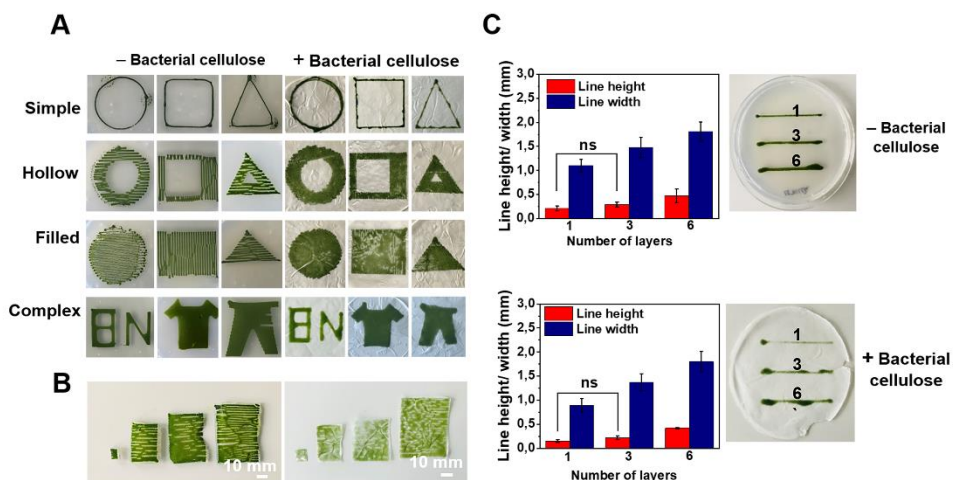 A
− Bacterial cellulose
+ Bacterial cellulose
Simple
Hollow
Filled
Complex
BN
BN
B
10 mm
10 mm
C
Line height/ width (mm)
3,0
2,5
2,0
1,5
1,0
0,5
0,0
Line height
Line width
ns
1 3 6
Number of layers
1
3
6
− Bacterial
cellulose
Line height/ width (mm)
3,0
2,5
2,0
1,5
1,0
0,5
0,0
Line height
Line width
ns
1 3 6
Number of layers
1
3
6
+ Bacterial
cellulose